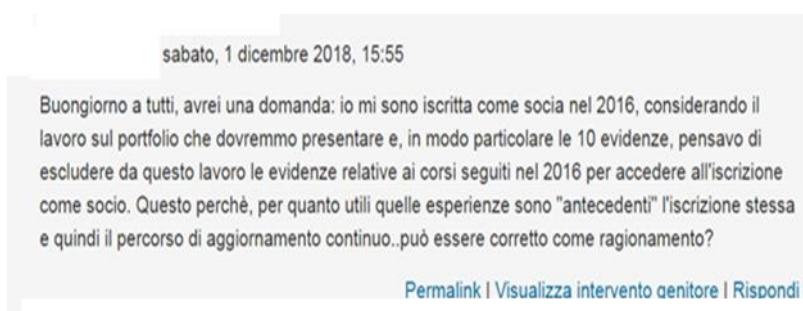 sabato, 1 dicembre 2018, 15:55
Buongiorno a tutti, avrei una domanda: io mi sono iscritta come socia nel 2016, considerando il
lavoro sul portfolio che dovremmo presentare e, in modo particolare le 10 evidenze, pensavo di
escludere da questo lavoro le evidenze relative ai corsi seguiti nel 2016 per accedere all'iscrizione
come socio. Questo perchè, per quanto utili quelle esperienze sono "antecedenti" l'iscrizione stessa
e quindi il percorso di aggiornamento continuo..può essere corretto come ragionamento?
Permalink | Visualizza intervento genitore | Rispondi